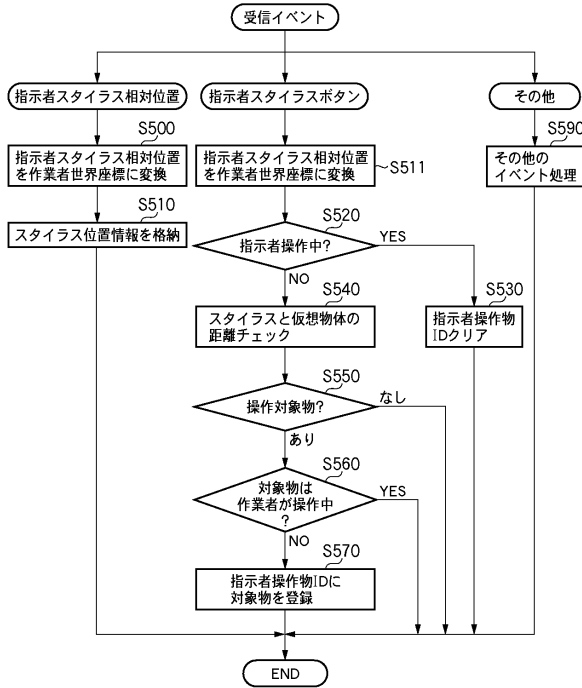 受信イベント
指示者スタイラス相対位置
指示者スタイラスボタン
その他
S500
指示者スタイラス相対位置
を作業者世界座標に変換
指示者スタイラス相対位置
を作業者世界座標に変換
S511
S590
その他の
イベント処理
S510
スタイラス位置情報を格納
S520
指示者操作中?
YES
NO
S540
スタイラスと仮想物体の
距離チェック
S530
指示者操作物
IDクリア
S550
操作対象物?
なし
あり
S560
対象物は
作業者が操作中
?
YES
NO
S570
指示者操作物IDに
対象物を登録
END